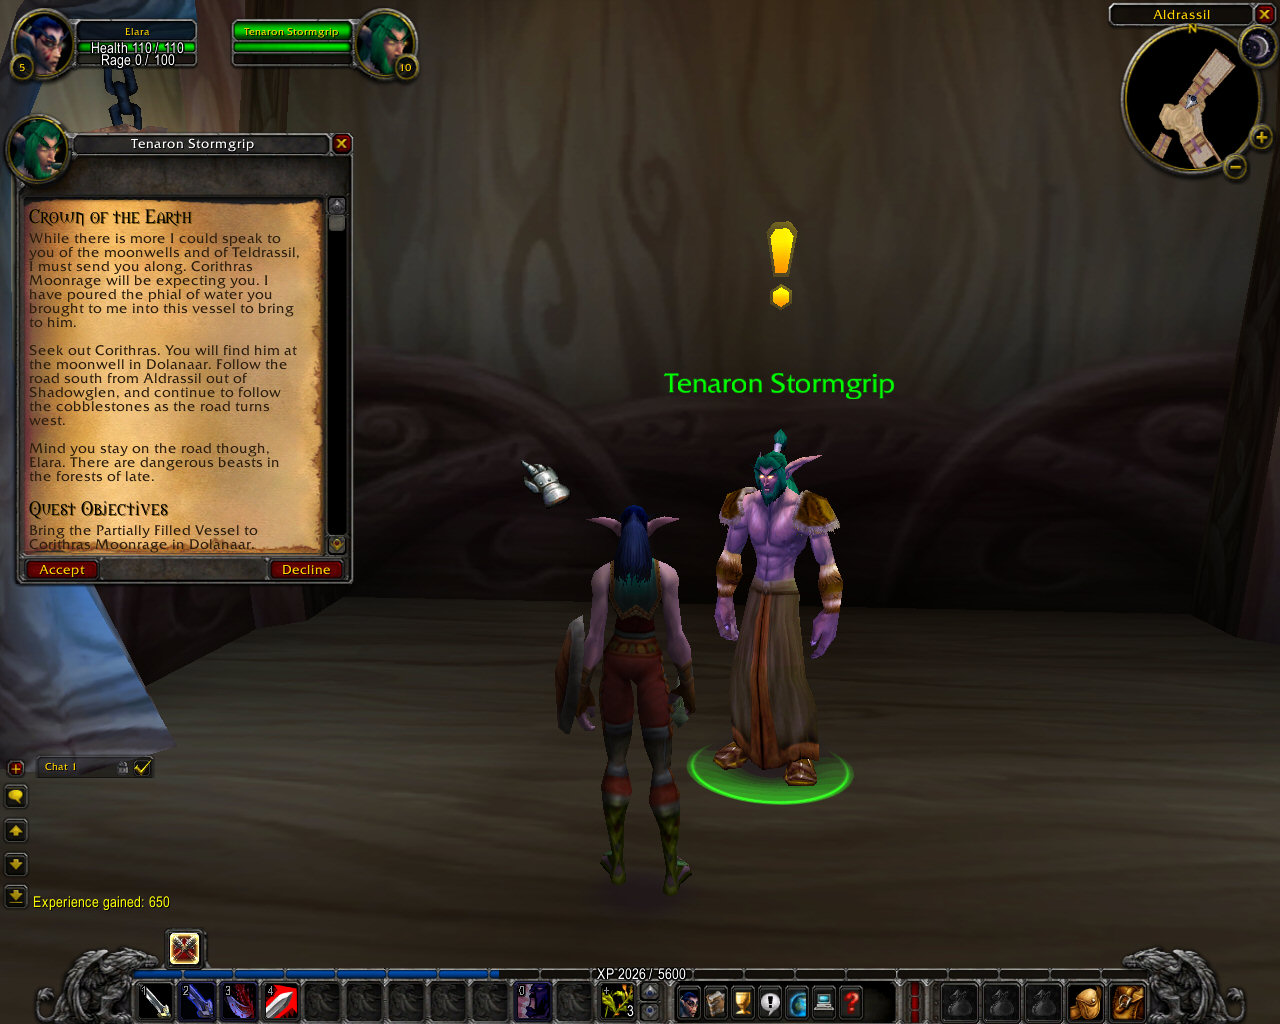 Elara
Health 110 / 110
Rage 0 / 100
5
Tenaron Stormgrip
10
Aldrassil
N
Tenaron Stormgrip
Crown of the Earth
While there is more I could speak to
you of the moonwells and of Teldrassil,
I must send you along. Corithras
Moonrage will be expecting you. I
have poured the phial of water you
brought to me into this vessel to bring
to him.
Seek out Corithras. You will find him at
the moonwell in Dolanaar. Follow the
road south from Aldrassil out of
Shadowglen, and continue to follow
the cobblestones as the road turns
west.
Mind you stay on the road though,
Elara. There are dangerous beasts in
the forests of late.
Quest Objectives
Bring the Partially Filled Vessel to
Corithras Moonrage in Dolanaar.
Accept
Decline
Tenaron Stormgrip
Chat 1
Experience gained: 650
XP 2026 / 5600
1
2
3
4
0
+
3